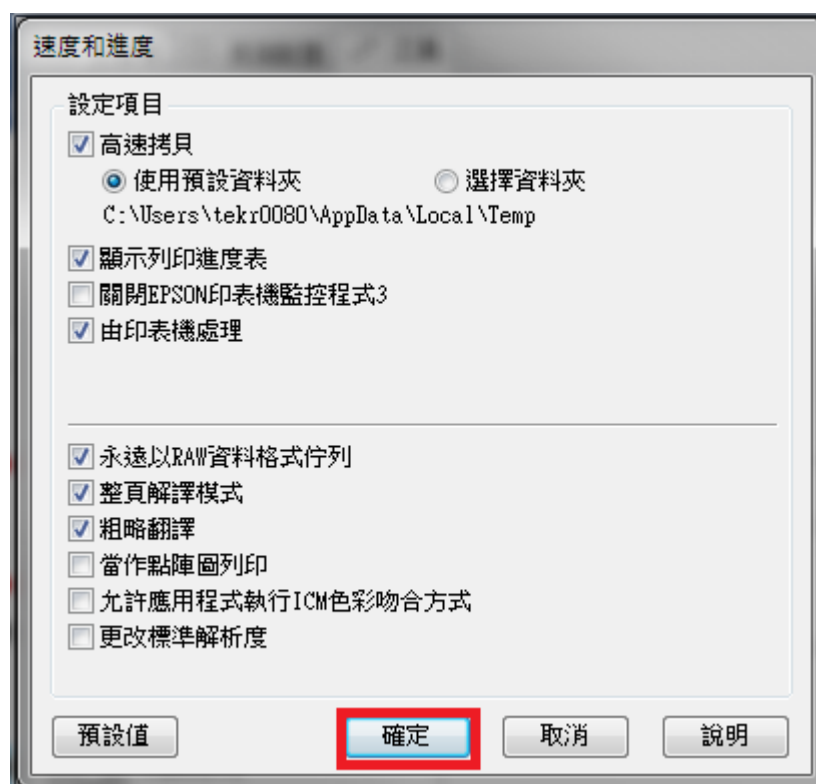 速度和進度
設定項目
高速拷貝
使用預設資料夾 選擇資料夾
C:\Users\tekr0080\AppData\Local\Temp
顯示列印進度表
關閉EPSON印表機監控程式3
由印表機處理
永遠以RAW資料格式佇列
整頁解譯模式
粗略翻譯
當作點陣圖列印
允許應用程式執行ICM色彩吻合方式
更改標準解析度
預設值 確定 取消 說明